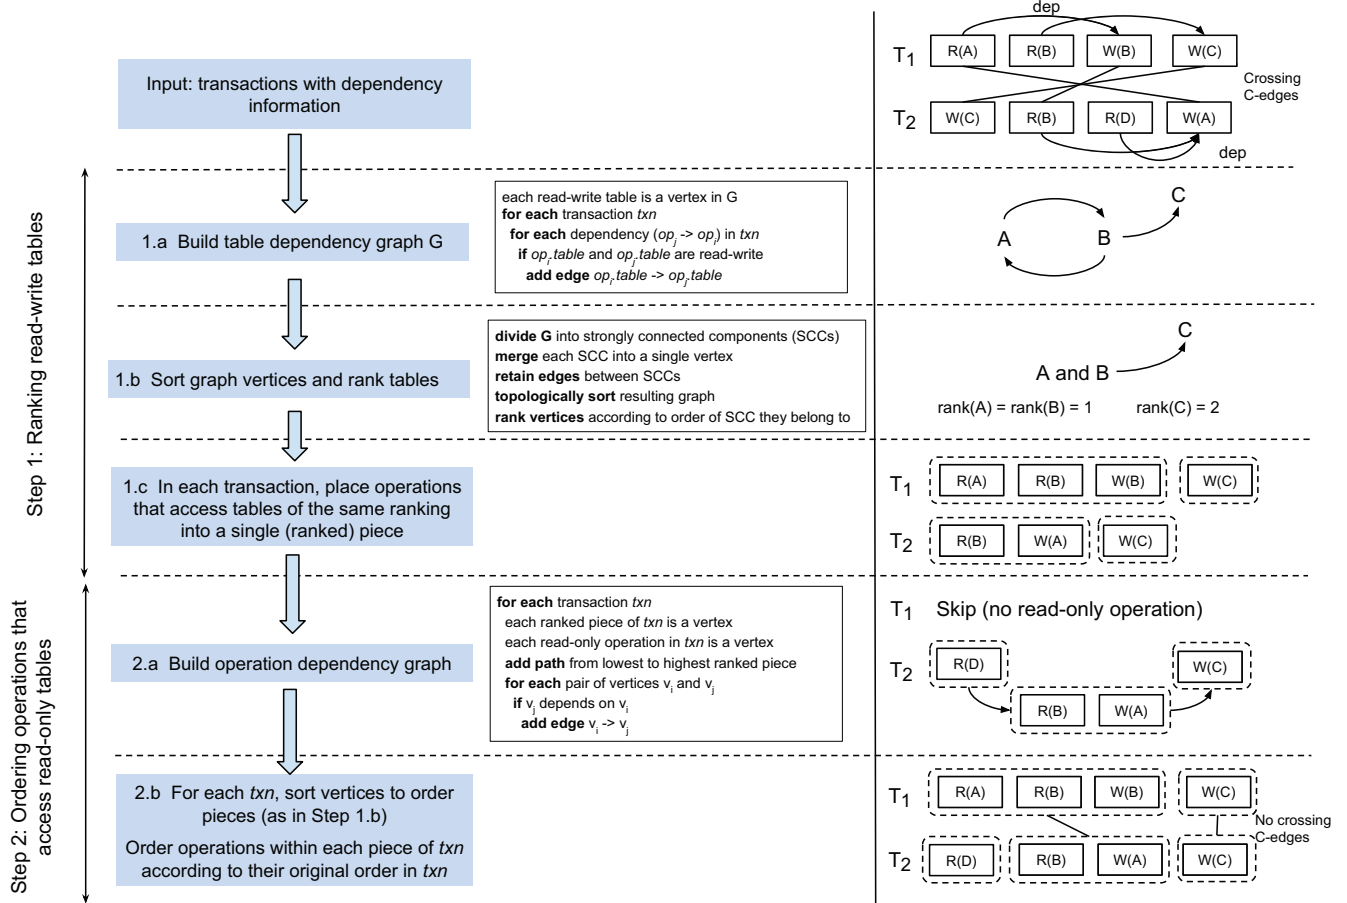 Input: transactions with dependency
information
dep
T1
R(A) R(B) W(B) W(C)
Crossing
C-edges
T2
W(C) R(B) R(D) W(A)
dep
Step 1: Ranking read-write tables
1.a Build table dependency graph G
each read-write table is a vertex in G
for each transaction txn
for each dependency (opj -> opi) in txn
if opi.table and opj.table are read-write
add edge opi.table -> opj.table
A B C
1.b Sort graph vertices and rank tables
divide G into strongly connected components (SCCs)
merge each SCC into a single vertex
retain edges between SCCs
topologically sort resulting graph
rank vertices according to order of SCC they belong to
C
A and B
rank(A) = rank(B) = 1 rank(C) = 2
1.c In each transaction, place operations
that access tables of the same ranking
into a single (ranked) piece
T1
R(A) R(B) W(B) W(C)
T2
R(B) W(A) W(C)
Step 2: Ordering operations that
access read-only tables
2.a Build operation dependency graph
for each transaction txn
each ranked piece of txn is a vertex
each read-only operation in txn is a vertex
add path from lowest to highest ranked piece
for each pair of vertices vi and vj
if vj depends on vi
add edge vi -> vj
T1 Skip (no read-only operation)
T2
R(D) W(C)
R(B) W(A)
2.b For each txn, sort vertices to order
pieces (as in Step 1.b)
Order operations within each piece of txn
according to their original order in txn
T1
R(A) R(B) W(B) W(C)
No crossing
C-edges
T2
R(D) R(B) W(A) W(C)